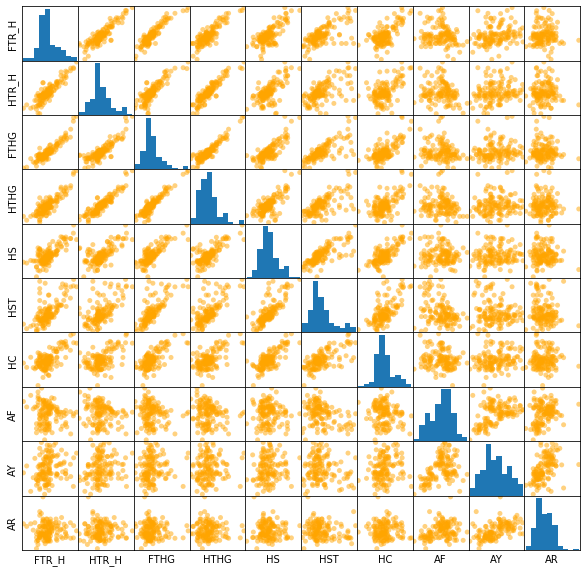 FTR_H
HTR_H
FTHG
HTHG
HS
HST
HC
AF
AY
AR
FTR_H HTR_H FTHG HTHG HS HST HC AF AY AR